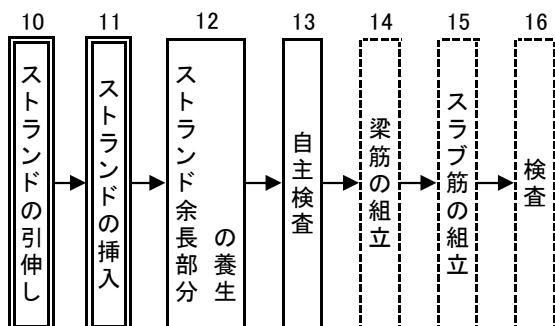 10
11
12
13
14
15
16
ストランドの引伸し
ストランドの挿入
ストランド余長部分
の養生
自主検査
梁筋の組立
スラブ筋の組立
検査